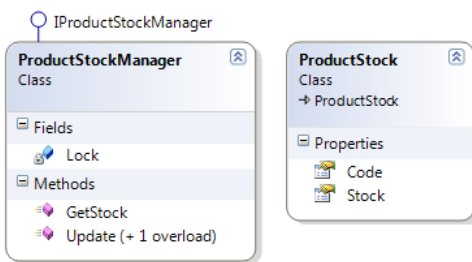 IProductStockManager
ProductStockManager
Class
Fields
Lock
Methods
GetStock
Update (+ 1 overload)
ProductStock
Class
ProductStock
Properties
Code
Stock